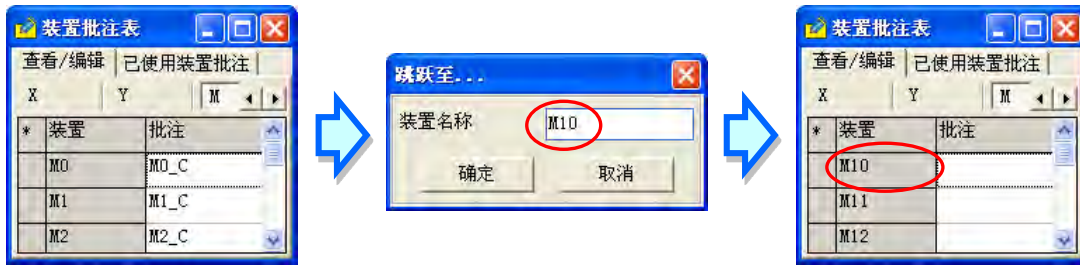 装置批注表
查看/编辑 已使用装置批注
X Y M
* 装置 批注
M0 M0_C
M1 M1_C
M2 M2_C
跳跃至...
装置名称 M10
确定 取消
装置批注表
查看/编辑 已使用装置批注
X Y M
* 装置 批注
M10
M11
M12